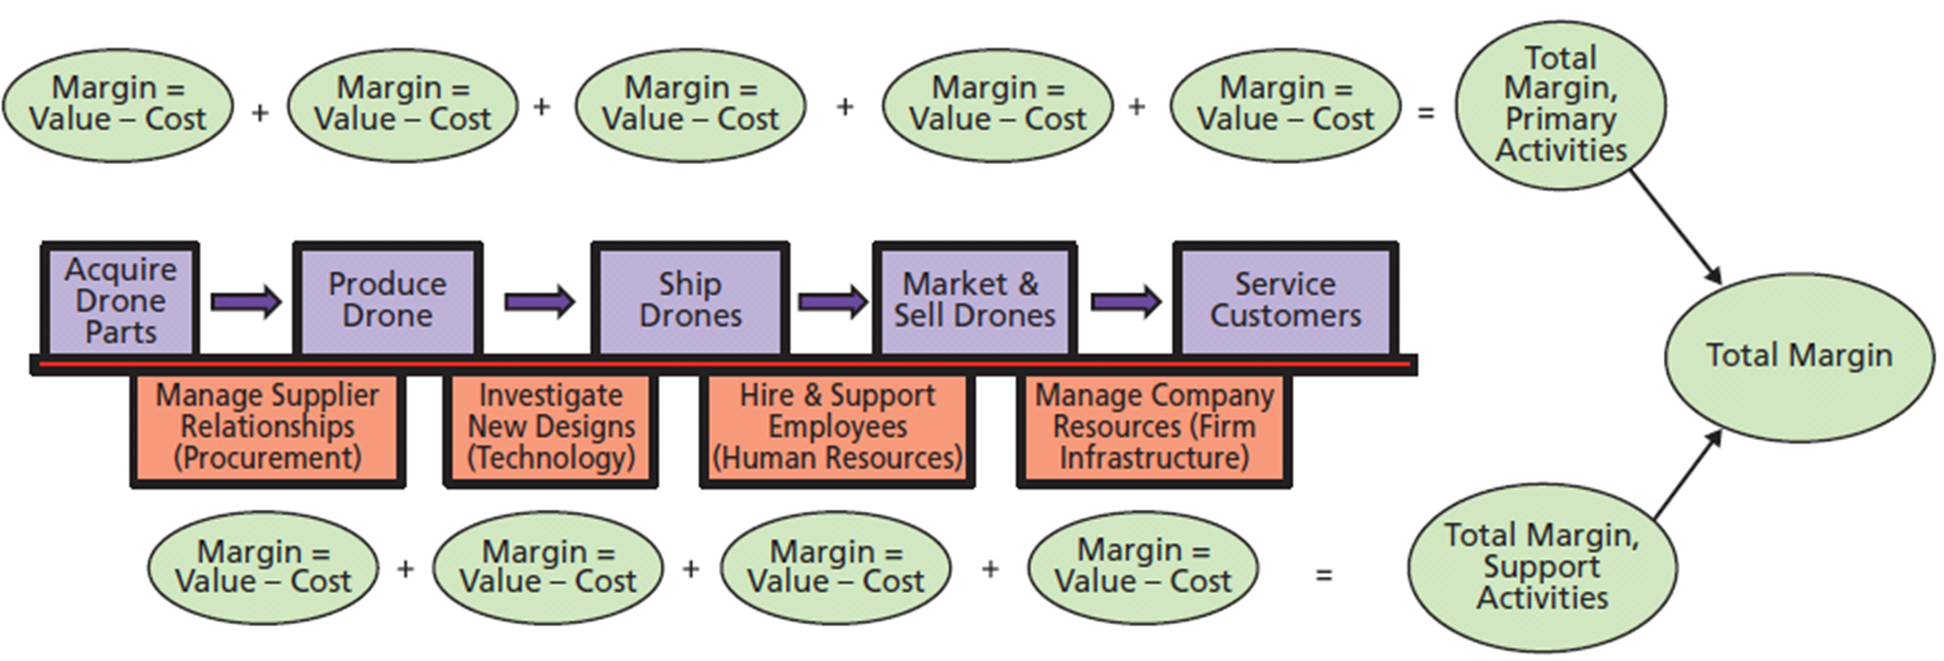 Margin =
Value – Cost
+
Margin =
Value – Cost
+
Margin =
Value – Cost
+
Margin =
Value – Cost
+
Margin =
Value – Cost
=
Total
Margin,
Primary
Activities
Acquire
Drone
Parts
Produce
Drone
Ship
Drones
Market &
Sell Drones
Service
Customers
Total Margin
Manage Supplier
Relationships
(Procurement)
Investigate
New Designs
(Technology)
Hire & Support
Employees
(Human Resources)
Manage Company
Resources (Firm
Infrastructure)
Margin =
Value – Cost
+
Margin =
Value – Cost
+
Margin =
Value – Cost
+
Margin =
Value – Cost
=
Total Margin,
Support
Activities